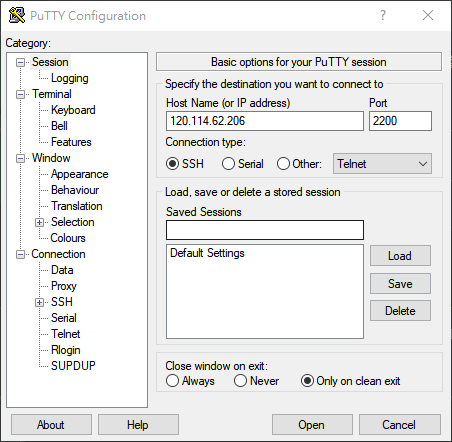 PuTTY Configuration
?
Category:
Session
Logging
Terminal
Keyboard
Bell
Features
Window
Appearance
Behaviour
Translation
Selection
Colours
Connection
Data
Proxy
SSH
Serial
Telnet
Rlogin
SUPDUP
Basic options for your PuTTY session
Specify the destination you want to connect to
Host Name (or IP address) Port
120.114.62.206 2200
Connection type:
SSH Serial Other: Telnet
Load, save or delete a stored session
Saved Sessions
Default Settings
Load
Save
Delete
Close window on exit:
Always Never Only on clean exit
About Help Open Cancel